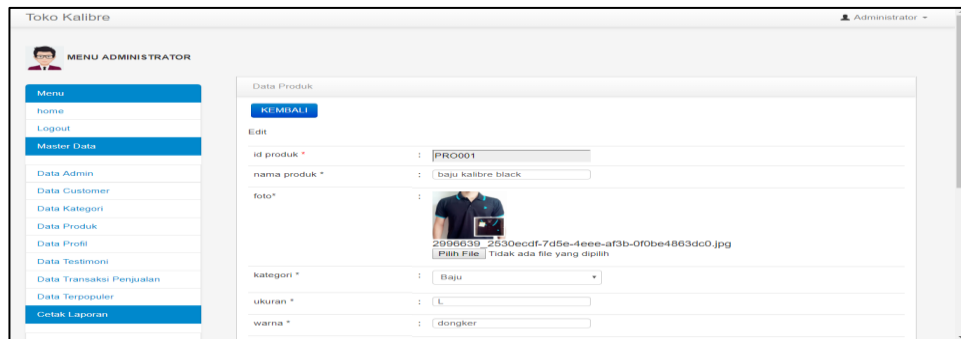 Toko Kalibre
Administrator
MENU ADMINISTRATOR
Menu
home
Logout
Master Data
Data Admin
Data Customer
Data Kategori
Data Produk
Data Profil
Data Testimoni
Data Transaksi Penjualan
Data Terpopuler
Cetak Laporan
Data Produk
KEMBALI
Edit
id produk * : PRO001
nama produk * : baju kalibre black
foto* :
2996639_2530ecdf-7d5e-4eee-af3b-0f0be4863dc0.jpg
Pilih File Tidak ada file yang dipilih
kategori * : Baju
ukuran * : L
warna * : dongker